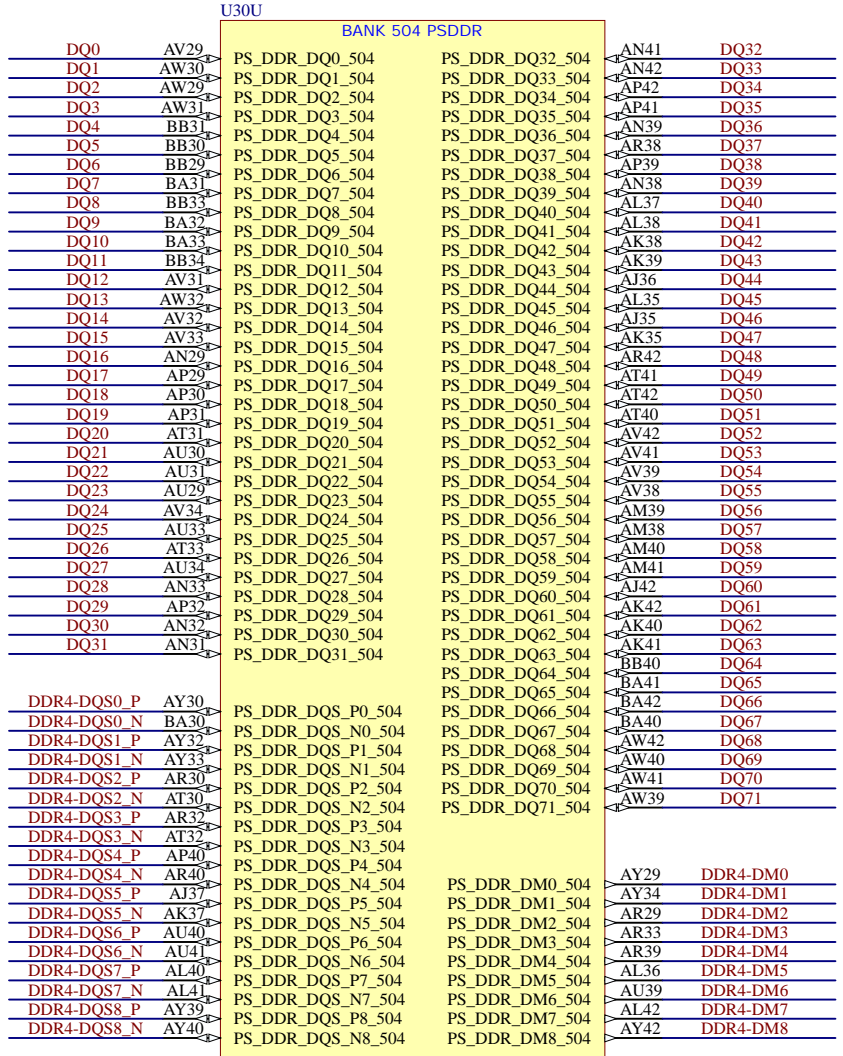 U30U
BANK 504 PSDDR
DQ0 AV29 PS_DDR_DQ0_504 PS_DDR_DQ32_504 AN41 DQ32
DQ1 AW30 PS_DDR_DQ1_504 PS_DDR_DQ33_504 AN42 DQ33
DQ2 AW29 PS_DDR_DQ2_504 PS_DDR_DQ34_504 AP42 DQ34
DQ3 AW31 PS_DDR_DQ3_504 PS_DDR_DQ35_504 AP41 DQ35
DQ4 BB31 PS_DDR_DQ4_504 PS_DDR_DQ36_504 AN39 DQ36
DQ5 BB30 PS_DDR_DQ5_504 PS_DDR_DQ37_504 AR38 DQ37
DQ6 BB29 PS_DDR_DQ6_504 PS_DDR_DQ38_504 AP39 DQ38
DQ7 BA31 PS_DDR_DQ7_504 PS_DDR_DQ39_504 AN38 DQ39
DQ8 BB33 PS_DDR_DQ8_504 PS_DDR_DQ40_504 AL37 DQ40
DQ9 BA32 PS_DDR_DQ9_504 PS_DDR_DQ41_504 AL38 DQ41
DQ10 BA33 PS_DDR_DQ10_504 PS_DDR_DQ42_504 AK38 DQ42
DQ11 BB34 PS_DDR_DQ11_504 PS_DDR_DQ43_504 AK39 DQ43
DQ12 AV31 PS_DDR_DQ12_504 PS_DDR_DQ44_504 AJ36 DQ44
DQ13 AW32 PS_DDR_DQ13_504 PS_DDR_DQ45_504 AL35 DQ45
DQ14 AV32 PS_DDR_DQ14_504 PS_DDR_DQ46_504 AJ35 DQ46
DQ15 AV33 PS_DDR_DQ15_504 PS_DDR_DQ47_504 AK35 DQ47
DQ16 AN29 PS_DDR_DQ16_504 PS_DDR_DQ48_504 AR42 DQ48
DQ17 AP29 PS_DDR_DQ17_504 PS_DDR_DQ49_504 AT41 DQ49
DQ18 AP30 PS_DDR_DQ18_504 PS_DDR_DQ50_504 AT42 DQ50
DQ19 AP31 PS_DDR_DQ19_504 PS_DDR_DQ51_504 AT40 DQ51
DQ20 AT31 PS_DDR_DQ20_504 PS_DDR_DQ52_504 AV42 DQ52
DQ21 AU30 PS_DDR_DQ21_504 PS_DDR_DQ53_504 AV41 DQ53
DQ22 AU31 PS_DDR_DQ22_504 PS_DDR_DQ54_504 AV39 DQ54
DQ23 AU29 PS_DDR_DQ23_504 PS_DDR_DQ55_504 AV38 DQ55
DQ24 AV34 PS_DDR_DQ24_504 PS_DDR_DQ56_504 AM39 DQ56
DQ25 AU33 PS_DDR_DQ25_504 PS_DDR_DQ57_504 AM38 DQ57
DQ26 AT33 PS_DDR_DQ26_504 PS_DDR_DQ58_504 AM40 DQ58
DQ27 AU34 PS_DDR_DQ27_504 PS_DDR_DQ59_504 AM41 DQ59
DQ28 AN33 PS_DDR_DQ28_504 PS_DDR_DQ60_504 AJ42 DQ60
DQ29 AP32 PS_DDR_DQ29_504 PS_DDR_DQ61_504 AK42 DQ61
DQ30 AN32 PS_DDR_DQ30_504 PS_DDR_DQ62_504 AK40 DQ62
DQ31 AN31 PS_DDR_DQ31_504 PS_DDR_DQ63_504 AK41 DQ63
PS_DDR_DQ64_504 BB40 DQ64
PS_DDR_DQ65_504 BA41 DQ65
DDR4-DQS0_P AY30 PS_DDR_DQS_P0_504 PS_DDR_DQ66_504 BA42 DQ66
DDR4-DQS0_N BA30 PS_DDR_DQS_N0_504 PS_DDR_DQ67_504 BA40 DQ67
DDR4-DQS1_P AY32 PS_DDR_DQS_P1_504 PS_DDR_DQ68_504 AW42 DQ68
DDR4-DQS1_N AY33 PS_DDR_DQS_N1_504 PS_DDR_DQ69_504 AW40 DQ69
DDR4-DQS2_P AR30 PS_DDR_DQS_P2_504 PS_DDR_DQ70_504 AW41 DQ70
DDR4-DQS2_N AT30 PS_DDR_DQS_N2_504 PS_DDR_DQ71_504 AW39 DQ71
DDR4-DQS3_P AR32 PS_DDR_DQS_P3_504
DDR4-DQS3_N AT32 PS_DDR_DQS_N3_504
DDR4-DQS4_P AP40 PS_DDR_DQS_P4_504
DDR4-DQS4_N AR40 PS_DDR_DQS_N4_504 PS_DDR_DM0_504 AY29 DDR4-DM0
DDR4-DQS5_P AJ37 PS_DDR_DQS_P5_504 PS_DDR_DM1_504 AY34 DDR4-DM1
DDR4-DQS5_N AK37 PS_DDR_DQS_N5_504 PS_DDR_DM2_504 AR29 DDR4-DM2
DDR4-DQS6_P AU40 PS_DDR_DQS_P6_504 PS_DDR_DM3_504 AR33 DDR4-DM3
DDR4-DQS6_N AU41 PS_DDR_DQS_N6_504 PS_DDR_DM4_504 AR39 DDR4-DM4
DDR4-DQS7_P AL40 PS_DDR_DQS_P7_504 PS_DDR_DM5_504 AL36 DDR4-DM5
DDR4-DQS7_N AL41 PS_DDR_DQS_N7_504 PS_DDR_DM6_504 AU39 DDR4-DM6
DDR4-DQS8_P AY39 PS_DDR_DQS_P8_504 PS_DDR_DM7_504 AL42 DDR4-DM7
DDR4-DQS8_N AY40 PS_DDR_DQS_N8_504 PS_DDR_DM8_504 AY42 DDR4-DM8